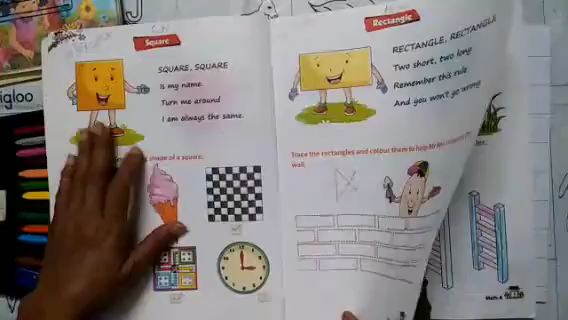 Square
SQUARE, SQUARE
Is my name.
Turn me around
I am always the same.
shape of a square.
Rectangle
RECTANGLE, RECTANGLE
Two short, two long
Remember this rule
And you won't go wrong
Trace the rectangles and colour them to help
wall.
igloo